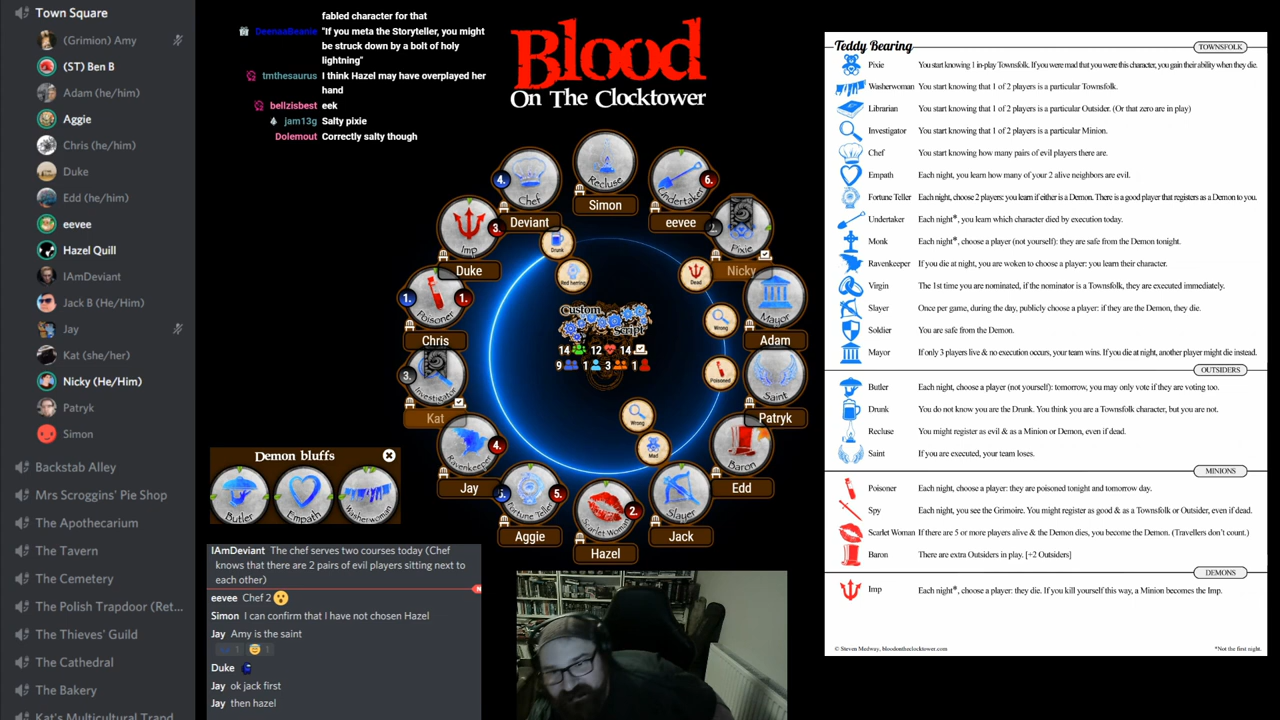 Town Square
(Grimion) Amy
(ST) Ben B
Adam (he/him)
Aggie
Chris (he/him)
Duke
Edd (he/him)
eevee
Hazel Quill
IAmDeviant
Jack B (He/Him)
Jay
Kat (she/her)
Nicky (He/Him)
Patryk
Simon
Backstab Alley
Mrs Scroggins' Pie Shop
The Apothecarium
The Tavern
The Cemetery
The Polish Trapdoor (Ret...
The Thieves' Guild
The Cathedral
The Bakery
Kat's Multicultural Trand
fabled character for that
DeenaaBeanie "If you meta the Storyteller, you might
be struck down by a bolt of holy
lightning"
tmthesaurus I think Hazel may have overplayed her
hand
bellzisbest eek
jam13g Salty pixie
Dolemout Correctly salty though
Blood
On The Clocktower
Recluse
Simon
4.
Chef
Deviant
Undertaker
6.
eevee
Imp
3.
Duke
Pixie
Nicky
Drunk
Red herring
Dead
Poisoner
1.
1.
Chris
Mayor
Adam
Wrong
Custom
Script
14 12 14
9 1 3 1
Investigator
3.
Kat
Saint
Patryk
Poisoned
Wrong
Mad
Ravenkeeper
4.
Jay
Baron
Edd
Fortune Teller
5.
Aggie
Scarlet Woman
2.
Hazel
Slayer
Jack
Demon bluffs
Butler
Empath
Washerwoman
IAmDeviant The chef serves two courses today (Chef
knows that there are 2 pairs of evil players sitting next to
each other)
eevee Chef 2
Simon I can confirm that I have not chosen Hazel
Jay Amy is the saint
1 1
Duke
Jay ok jack first
Jay then hazel
Teddy Bearing
TOWNSFOLK
Pixie You start knowing 1 in-play Townsfolk. If you were mad that you were this character, you gain their ability when they die.
Washerwoman You start knowing that 1 of 2 players is a particular Townsfolk.
Librarian You start knowing that 1 of 2 players is a particular Outsider. (Or that zero are in play)
Investigator You start knowing that 1 of 2 players is a particular Minion.
Chef You start knowing how many pairs of evil players there are.
Empath Each night, you learn how many of your 2 alive neighbors are evil.
Fortune Teller Each night, choose 2 players: you learn if either is a Demon. There is a good player that registers as a Demon to you.
Undertaker Each night*, you learn which character died by execution today.
Monk Each night*, choose a player (not yourself): they are safe from the Demon tonight.
Ravenkeeper If you die at night, you are woken to choose a player: you learn their character.
Virgin The 1st time you are nominated, if the nominator is a Townsfolk, they are executed immediately.
Slayer Once per game, during the day, publicly choose a player: if they are the Demon, they die.
Soldier You are safe from the Demon.
Mayor If only 3 players live & no execution occurs, your team wins. If you die at night, another player might die instead.
OUTSIDERS
Butler Each night, choose a player (not yourself): tomorrow, you may only vote if they are voting too.
Drunk You do not know you are the Drunk. You think you are a Townsfolk character, but you are not.
Recluse You might register as evil & as a Minion or Demon, even if dead.
Saint If you are executed, your team loses.
MINIONS
Poisoner Each night, choose a player: they are poisoned tonight and tomorrow day.
Spy Each night, you see the Grimoire. You might register as good & as a Townsfolk or Outsider, even if dead.
Scarlet Woman If there are 5 or more players alive & the Demon dies, you become the Demon. (Travellers don't count.)
Baron There are extra Outsiders in play. [+2 Outsiders]
DEMONS
Imp Each night*, choose a player: they die. If you kill yourself this way, a Minion becomes the Imp.
© Steven Medway, bloodontheclocktower.com
*Not the first night.